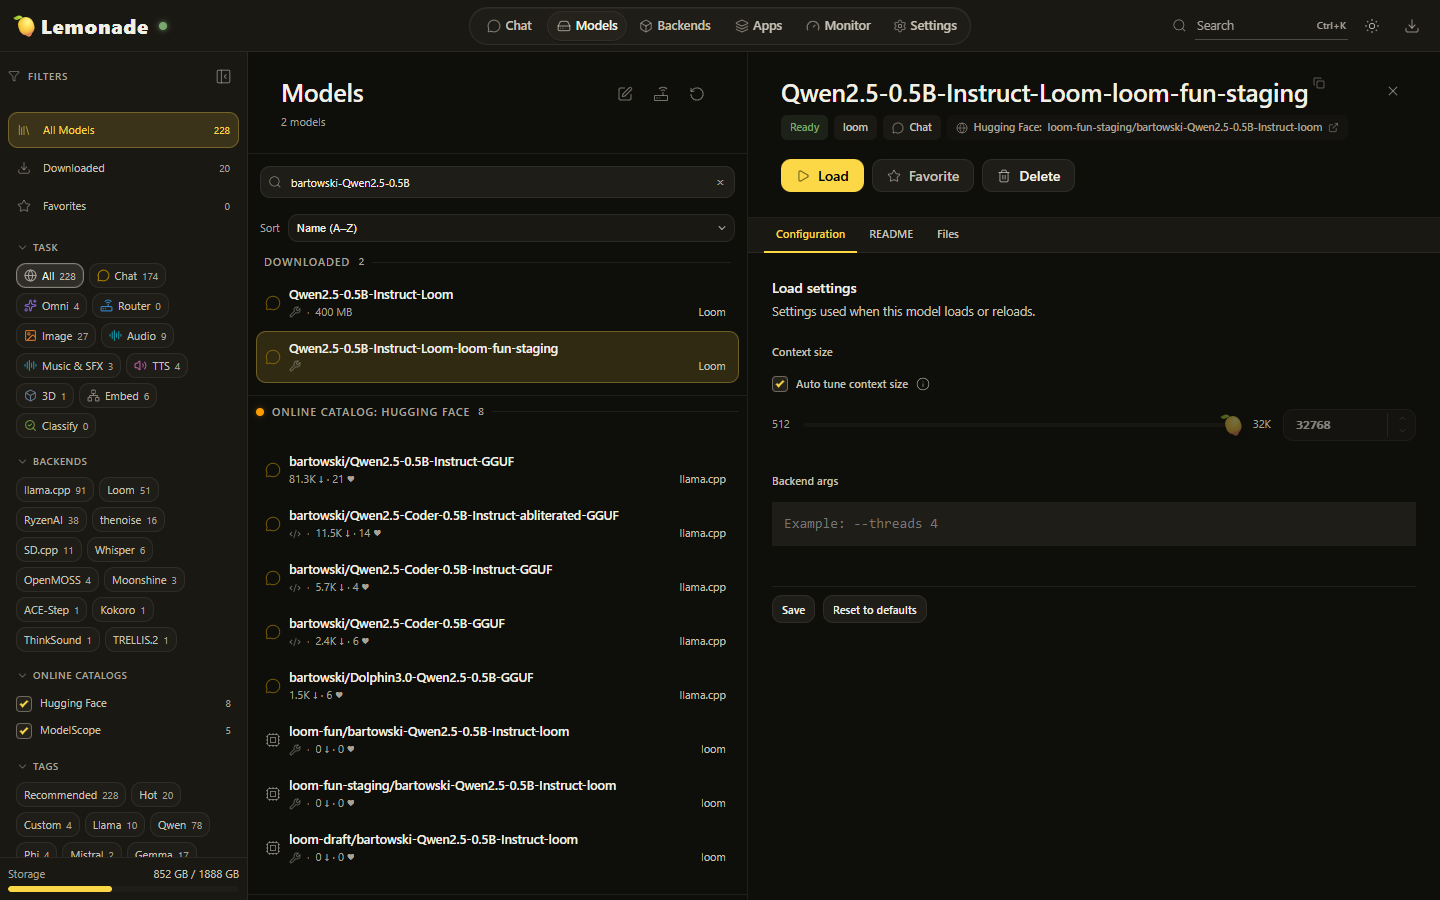 Lemonade
Chat
Models
Backends
Apps
Monitor
Settings
Search
Ctrl+K
FILTERS
All Models 228
Downloaded 20
Favorites 0
TASK
All 228
Chat 174
Omni 4
Router 0
Image 27
Audio 9
Music & SFX 3
TTS 4
3D 1
Embed 6
Classify 0
BACKENDS
llama.cpp 91
Loom 51
RyzenAI 38
thenoise 16
SD.cpp 11
Whisper 6
OpenMOSS 4
Moonshine 3
ACE-Step 1
Kokoro 1
ThinkSound 1
TRELLIS.2 1
ONLINE CATALOGS
Hugging Face 8
ModelScope 5
TAGS
Recommended 228
Hot 20
Custom 4
Llama 10
Qwen 78
Phi 4
Mistral 2
Gemma 17
Storage 852 GB / 1888 GB
Models
2 models
bartowski-Qwen2.5-0.5B ×
Sort Name (A–Z)
DOWNLOADED 2
Qwen2.5-0.5B-Instruct-Loom
· 400 MB Loom
Qwen2.5-0.5B-Instruct-Loom-loom-fun-staging
Loom
ONLINE CATALOG: HUGGING FACE 8
bartowski/Qwen2.5-0.5B-Instruct-GGUF
81.3K ↓ · 21 ♥ llama.cpp
bartowski/Qwen2.5-Coder-0.5B-Instruct-abliterated-GGUF
</> · 11.5K ↓ · 14 ♥ llama.cpp
bartowski/Qwen2.5-Coder-0.5B-Instruct-GGUF
</> · 5.7K ↓ · 4 ♥ llama.cpp
bartowski/Qwen2.5-Coder-0.5B-GGUF
</> · 2.4K ↓ · 6 ♥ llama.cpp
bartowski/Dolphin3.0-Qwen2.5-0.5B-GGUF
1.5K ↓ · 6 ♥ llama.cpp
loom-fun/bartowski-Qwen2.5-0.5B-Instruct-loom
· 0 ↓ · 0 ♥ loom
loom-fun-staging/bartowski-Qwen2.5-0.5B-Instruct-loom
· 0 ↓ · 0 ♥ loom
loom-draft/bartowski-Qwen2.5-0.5B-Instruct-loom
· 0 ↓ · 0 ♥ loom
Qwen2.5-0.5B-Instruct-Loom-loom-fun-staging
Ready
loom
Chat
Hugging Face: loom-fun-staging/bartowski-Qwen2.5-0.5B-Instruct-loom
Load
Favorite
Delete
Configuration
README
Files
Load settings
Settings used when this model loads or reloads.
Context size
Auto tune context size
512 32K 32768
Backend args
Example: --threads 4
Save
Reset to defaults